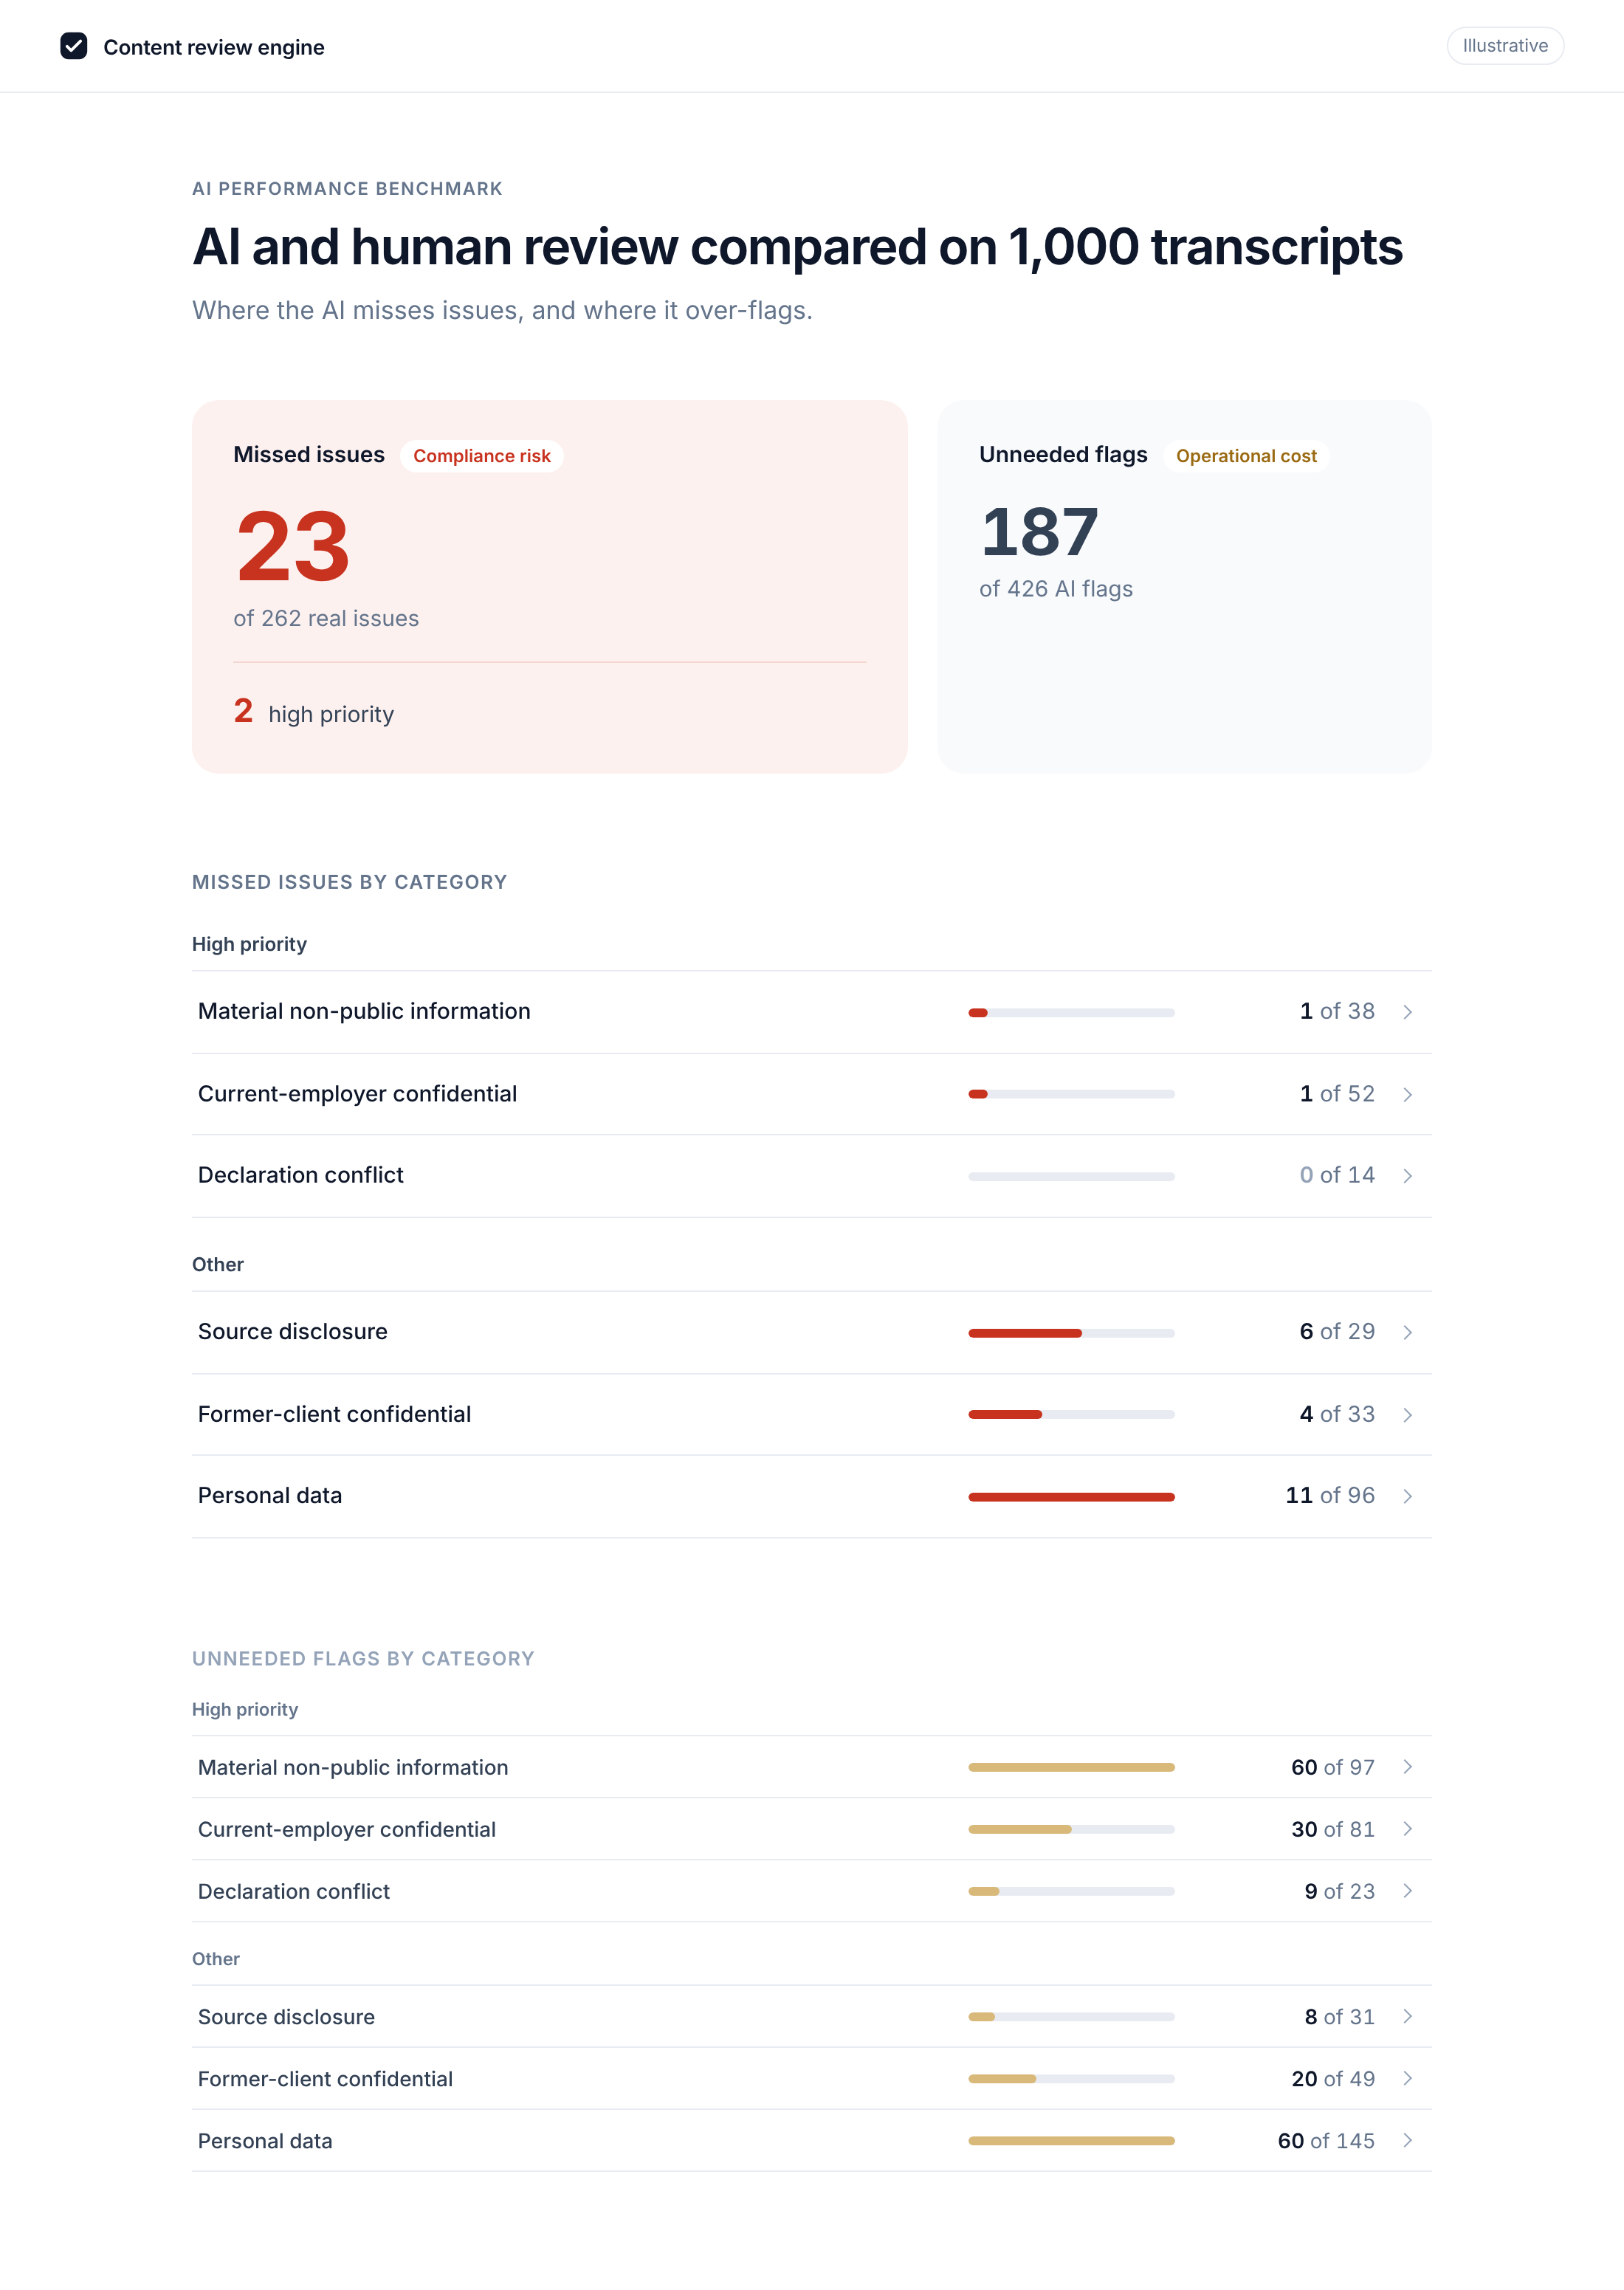 Content review engine
Illustrative
AI PERFORMANCE BENCHMARK
AI and human review compared on 1,000 transcripts
Where the AI misses issues, and where it over-flags.
Missed issues Compliance risk
23
of 262 real issues
2 high priority
Unneeded flags Operational cost
187
of 426 AI flags
MISSED ISSUES BY CATEGORY
High priority
Material non-public information 1 of 38
Current-employer confidential 1 of 52
Declaration conflict 0 of 14
Other
Source disclosure 6 of 29
Former-client confidential 4 of 33
Personal data 11 of 96
UNNEEDED FLAGS BY CATEGORY
High priority
Material non-public information 60 of 97
Current-employer confidential 30 of 81
Declaration conflict 9 of 23
Other
Source disclosure 8 of 31
Former-client confidential 20 of 49
Personal data 60 of 145